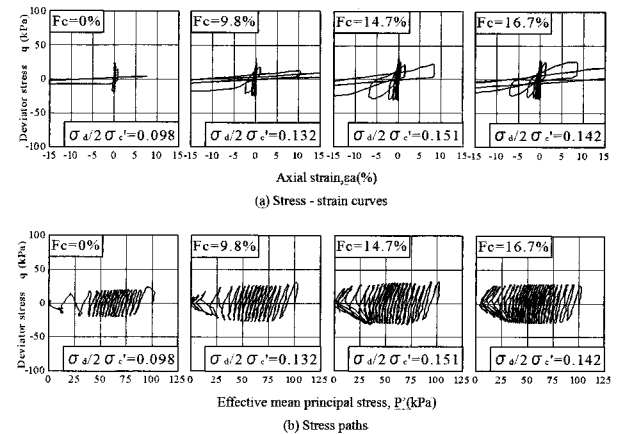 Deviator stress q (kPa)
100
50
0
-50
-100
Fc=0%
Fc=9.8%
Fc=14.7%
Fc=16.7%
σd/2σc'=0.098
σd/2σc'=0.132
σd/2σc'=0.151
σd/2σc'=0.142
-15 -10 -5 0 5 10 15 -10 -5 0 5 10 15 -10 -5 0 5 10 15 -10 -5 0 5 10 15
Axial strain,εa(%)
(a) Stress - strain curves
Deviator stress q (kPa)
100
50
0
-50
-100
Fc=0%
Fc=9.8%
Fc=14.7%
Fc=16.7%
σd/2σc'=0.098
σd/2σc'=0.132
σd/2σc'=0.151
σd/2σc'=0.142
0 25 50 75 100 125 0 25 50 75 100 125 0 25 50 75 100 125 0 25 50 75 100 125
Effective mean principal stress, P'(kPa)
(b) Stress paths